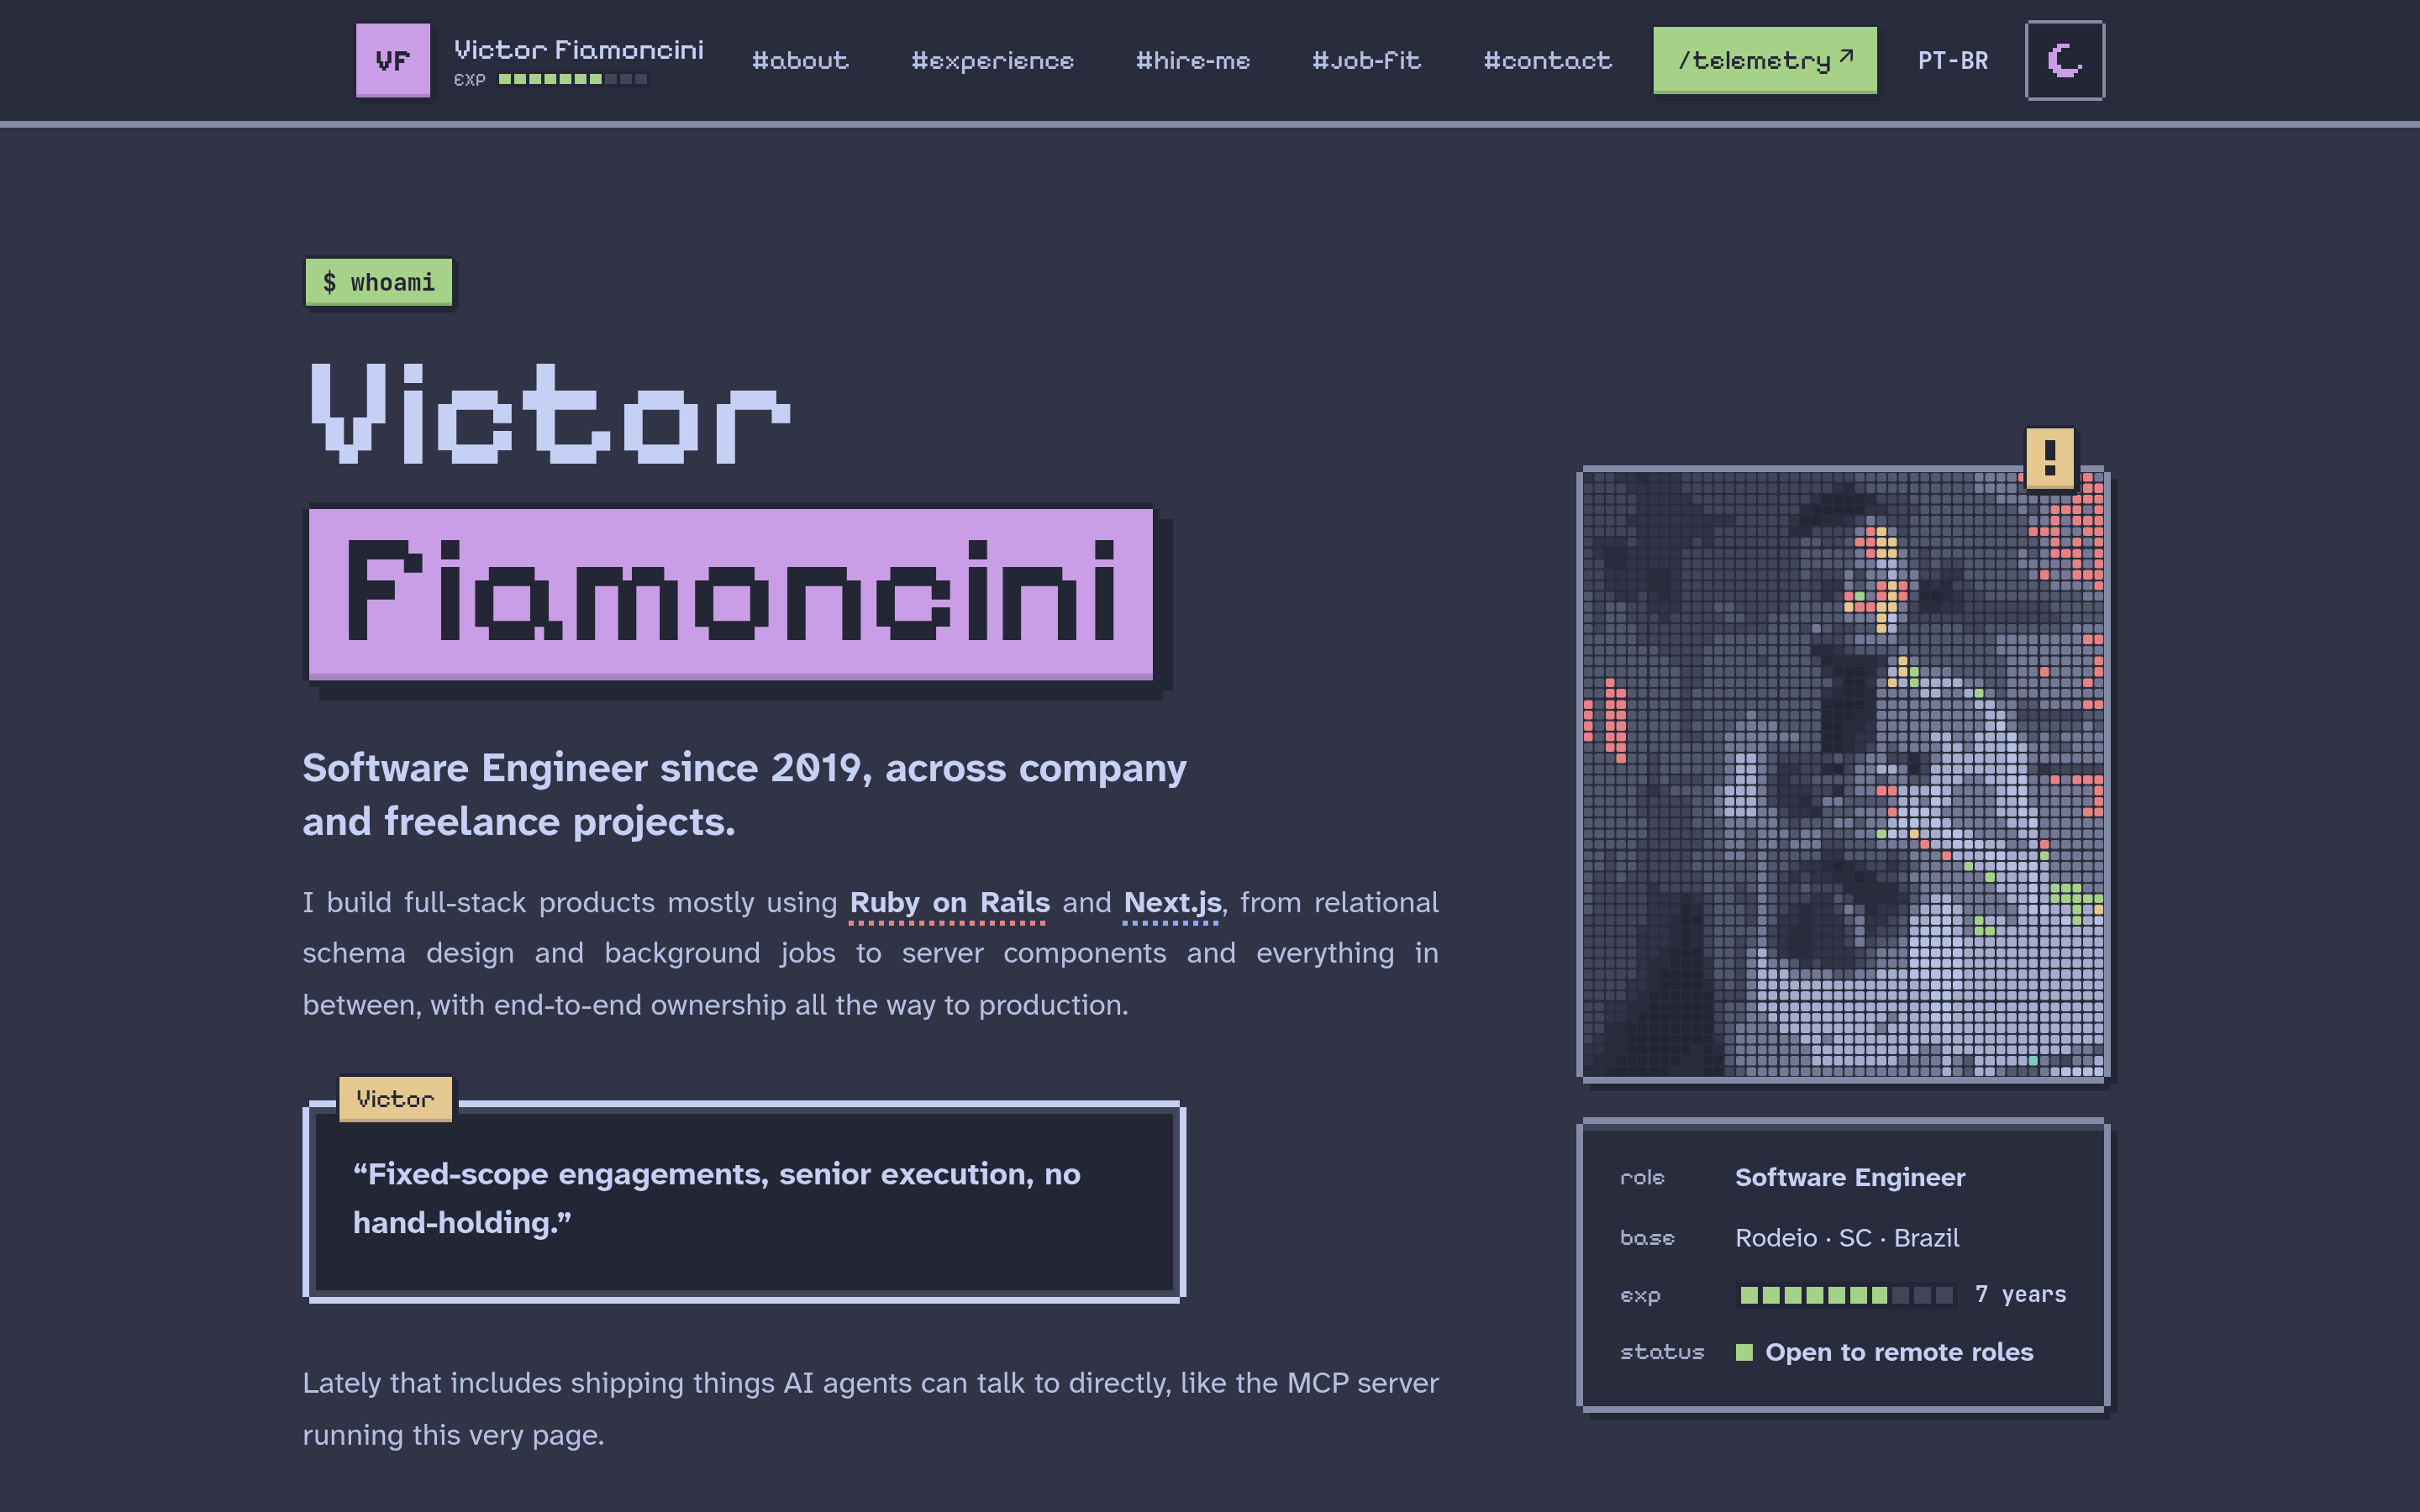 VF
Victor Fiamoncini
EXP
#about
#experience
#hire-me
#job-fit
#contact
/telemetry ↗
PT-BR
$ whoami
Victor
Fiamoncini
Software Engineer since 2019, across company
and freelance projects.
I build full-stack products mostly using Ruby on Rails and Next.js, from relational
schema design and background jobs to server components and everything in
between, with end-to-end ownership all the way to production.
Victor
“Fixed-scope engagements, senior execution, no
hand-holding.”
Lately that includes shipping things AI agents can talk to directly, like the MCP server
running this very page.
!
role Software Engineer
base Rodeio · SC · Brazil
exp 7 years
status Open to remote roles